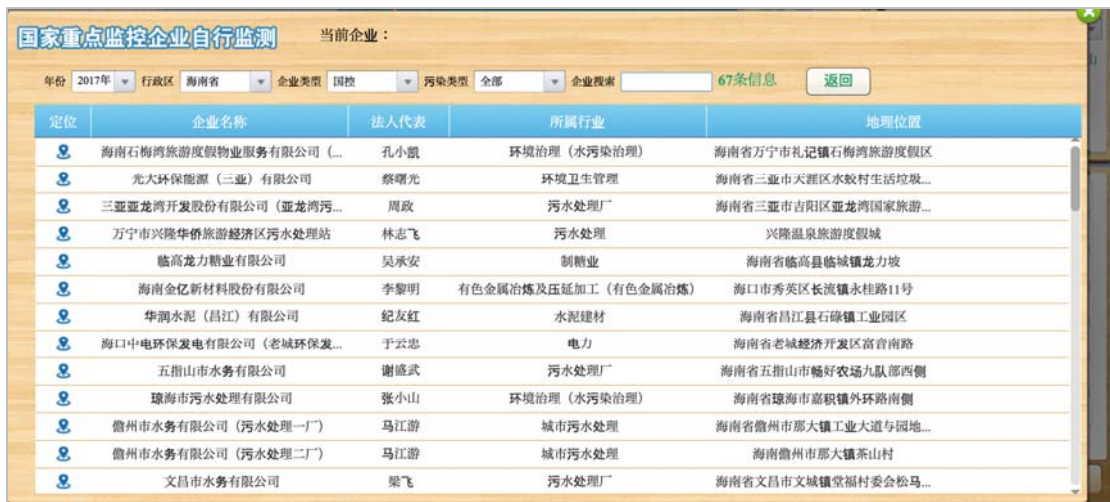 国家重点监控企业自行监测 当前企业：
年份 2017年 行政区 海南省 企业类型 国控 污染类型 全部 企业搜索 67条信息 返回
定位 企业名称 法人代表 所属行业 地理位置
海南石梅湾旅游度假物业服务有限公司（... 孔小凯 环境治理（水污染治理） 海南省万宁市礼记镇石梅湾旅游度假区
光大环保能源（三亚）有限公司 蔡曙光 环境卫生管理 海南省三亚市天涯区水蛟村生活垃圾...
三亚亚龙湾开发股份有限公司（亚龙湾污... 周政 污水处理厂 海南省三亚市吉阳区亚龙湾国家旅游...
万宁市兴隆华侨旅游经济区污水处理站 林志飞 污水处理 兴隆温泉旅游度假城
临高龙力糖业有限公司 吴承安 制糖业 海南省临高县临城镇龙力坡
海南金亿新材料股份有限公司 李黎明 有色金属冶炼及压延加工（有色金属冶炼） 海口市秀英区长流镇永桂路11号
华润水泥（昌江）有限公司 纪友红 水泥建材 海南省昌江县石碌镇工业园区
海口中电环保发电有限公司（老城环保发... 于云忠 电力 海南省老城经济开发区富音南路
五指山市水务有限公司 谢盛武 污水处理厂 海南省五指山市畅好农场九队部西侧
琼海市污水处理有限公司 张小山 环境治理（水污染治理） 海南省琼海市嘉积镇外环路南侧
儋州市水务有限公司（污水处理一厂） 马江游 城市污水处理 海南省儋州市那大镇工业大道与园地...
儋州市水务有限公司（污水处理二厂） 马江游 城市污水处理 海南儋州市那大镇茶山村
文昌市水务有限公司 梁飞 污水处理厂 海南省文昌市文城镇堂福村委会松马...